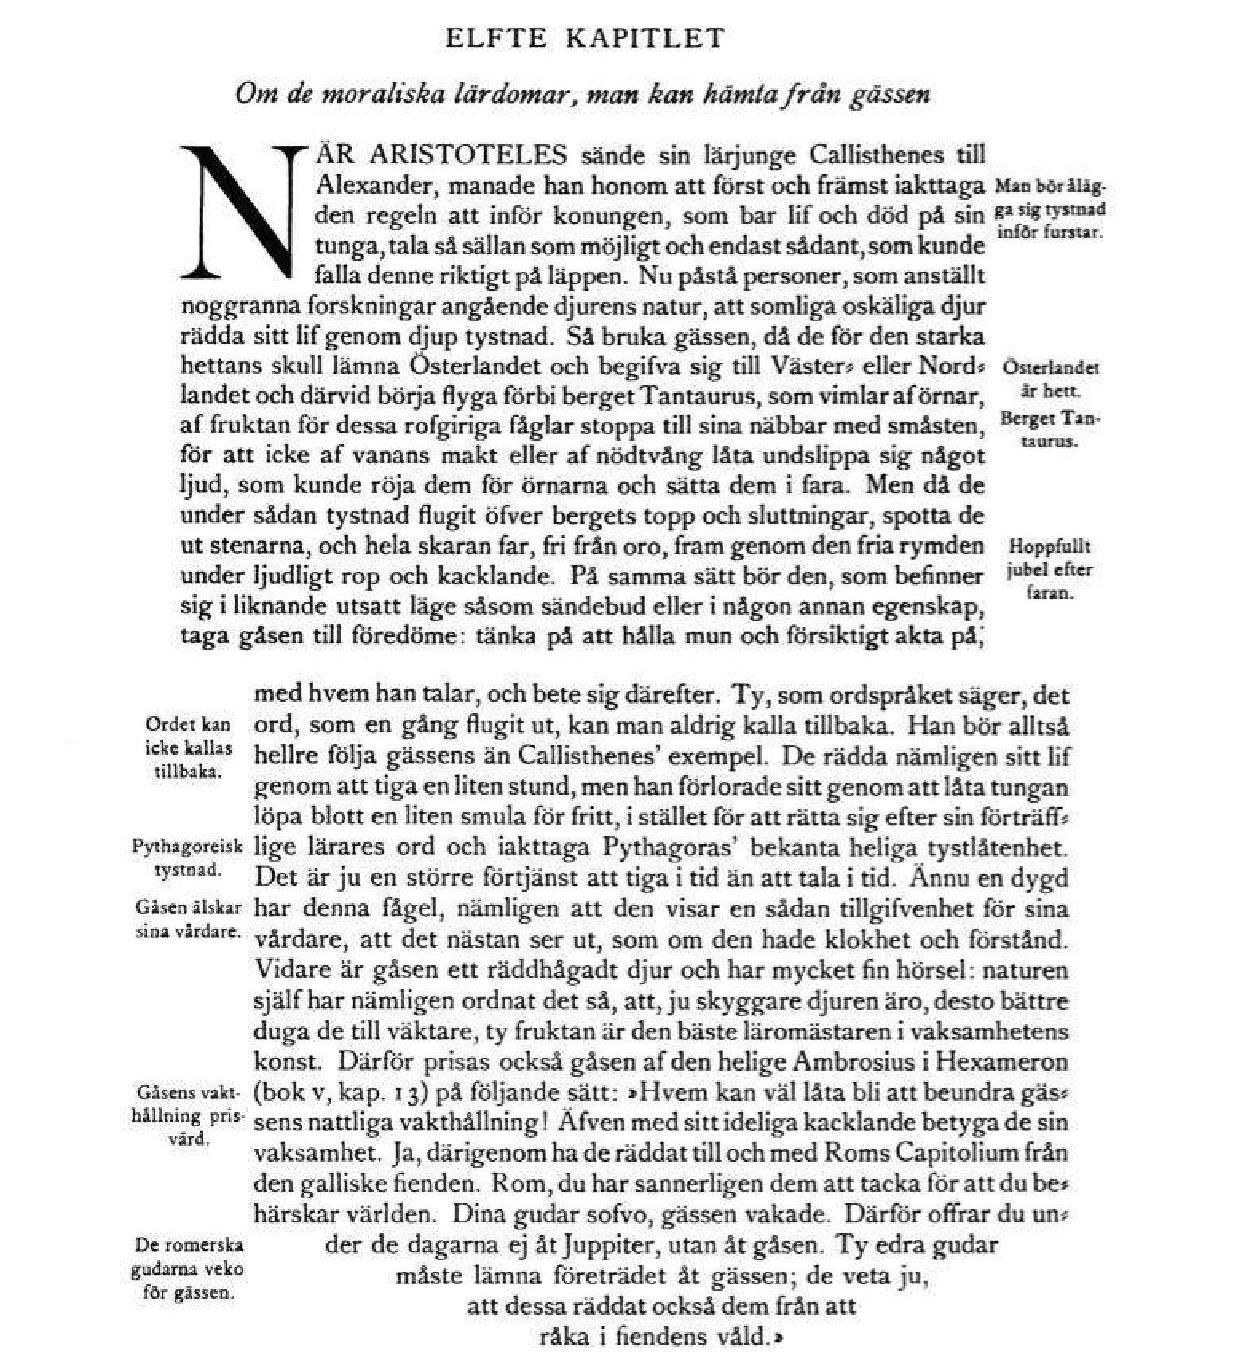 ELFTE KAPITLET
Om de moraliska lärdomar, man kan hämta från gässen
NÄR ARISTOTELES sände sin lärjunge Callisthenes till
Alexander, manade han honom att först och främst iakttaga
den regeln att inför konungen, som bar lif och död på sin
tunga, tala så sällan som möjligt och endast sådant, som kunde
falla denne riktigt på läppen. Nu påstå personer, som anställt
noggranna forskningar angående djurens natur, att somliga oskäliga djur
rädda sitt lif genom djup tystnad. Så bruka gässen, då de för den starka
hettans skull lämna Österlandet och begifva sig till Väster- eller Nord-
landet och därvid börja flyga förbi berget Tantaurus, som vimlar af örnar,
af fruktan för dessa rofgiriga fåglar stoppa till sina näbbar med småsten,
för att icke af vanans makt eller af nödtvång låta undslippa sig något
ljud, som kunde röja dem för örnarna och sätta dem i fara. Men då de
under sådan tystnad flugit öfver bergets topp och sluttningar, spotta de
ut stenarna, och hela skaran far, fri från oro, fram genom den fria rymden
under ljudligt rop och kacklande. På samma sätt bör den, som befinner
sig i liknande utsatt läge såsom sändebud eller i någon annan egenskap,
taga gåsen till föredöme: tänka på att hålla mun och försiktigt akta på,
Man bör åläg-
ga sig tystnad
inför furstar.
Österlandet
är hett.
Berget Tan-
taurus.
Hoppfullt
jubel efter
faran.
med hvem han talar, och bete sig därefter. Ty, som ordspråket säger, det
ord, som en gång flugit ut, kan man aldrig kalla tillbaka. Han bör alltså
hellre följa gässens än Callisthenes' exempel. De rädda nämligen sitt lif
genom att tiga en liten stund, men han förlorade sitt genom att låta tungan
löpa blott en liten smula för fritt, i stället för att rätta sig efter sin förträff-
lige lärares ord och iakttaga Pythagoras' bekanta heliga tystlåtenhet.
Det är ju en större förtjänst att tiga i tid än att tala i tid. Ännu en dygd
har denna fågel, nämligen att den visar en sådan tillgifvenhet för sina
vårdare, att det nästan ser ut, som om den hade klokhet och förstånd.
Vidare är gåsen ett räddhågadt djur och har mycket fin hörsel: naturen
själf har nämligen ordnat det så, att, ju skyggare djuren äro, desto bättre
duga de till väktare, ty fruktan är den bäste läromästaren i vaksamhetens
konst. Därför prisas också gåsen af den helige Ambrosius i Hexameron
(bok v, kap. 13) på följande sätt: »Hvem kan väl låta bli att beundra gäs-
sens nattliga vakthållning! Äfven med sitt ideliga kacklande betyga de sin
vaksamhet. Ja, därigenom ha de räddat till och med Roms Capitolium från
den galliske fienden. Rom, du har sannerligen dem att tacka för att du be-
härskar världen. Dina gudar sofvo, gässen vakade. Därför offrar du un-
der de dagarna ej åt Juppiter, utan åt gåsen. Ty edra gudar
måste lämna företrädet åt gässen; de veta ju,
att dessa räddat också dem från att
råka i fiendens våld.»
Ordet kan
icke kallas
tillbaka.
Pythagoreisk
tystnad.
Gåsen älskar
sina vårdare.
Gåsens vakt-
hållning pris-
värd.
De romerska
gudarna veko
för gässen.